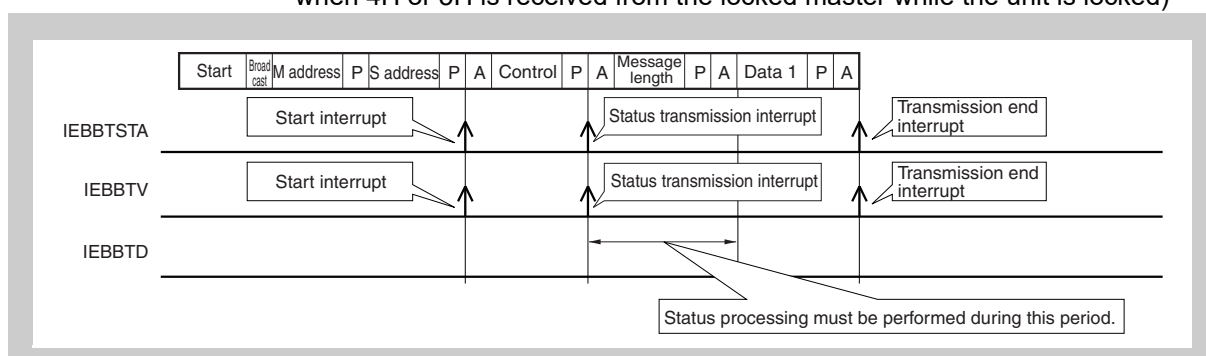 when 4H or 5H is received from the locked master while the unit is locked)
Start Broad cast M address P S address P A Control P A Message length P A Data 1 P A
IEBBTSTA
Start interrupt
Status transmission interrupt
Transmission end interrupt
IEBBTV
Start interrupt
Status transmission interrupt
Transmission end interrupt
IEBBTD
Status processing must be performed during this period.